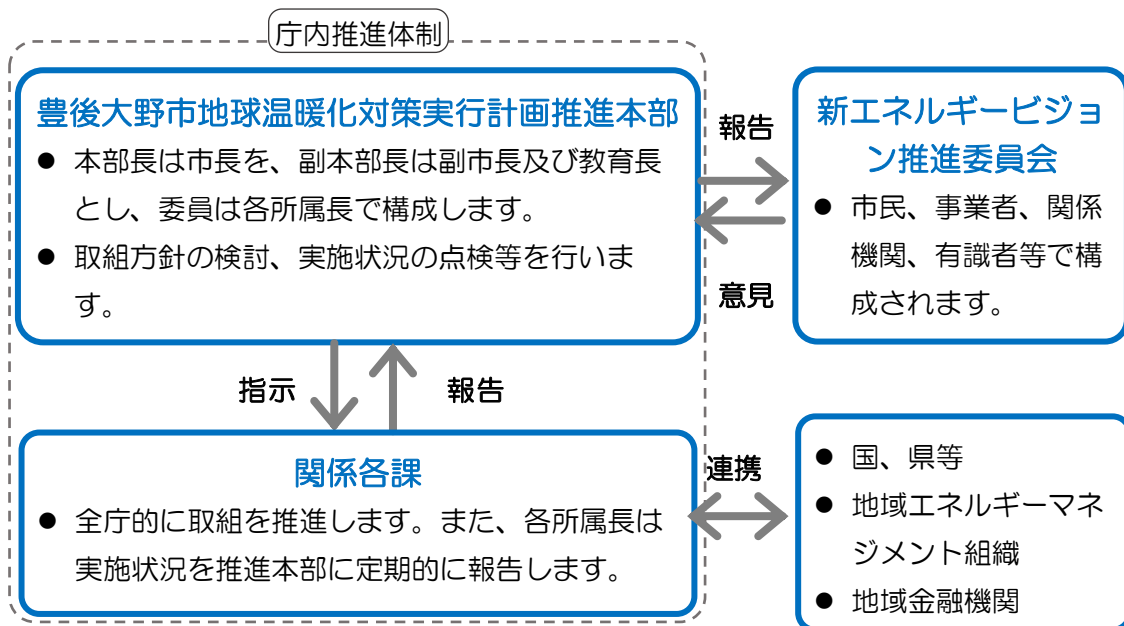 庁内推進体制
豊後大野市地球温暖化対策実行計画推進本部
● 本部長は市長を、副本部長は副市長及び教育長
とし、委員は各所属長で構成します。
● 取組方針の検討、実施状況の点検等を行いま
す。
報告
意見
新エネルギービジョ
ン推進委員会
● 市民、事業者、関係
機関、有識者等で構
成されます。
指示
報告
関係各課
● 全庁的に取組を推進します。また、各所属長は
実施状況を推進本部に定期的に報告します。
連携
● 国、県等
● 地域エネルギーマネ
ジメント組織
● 地域金融機関